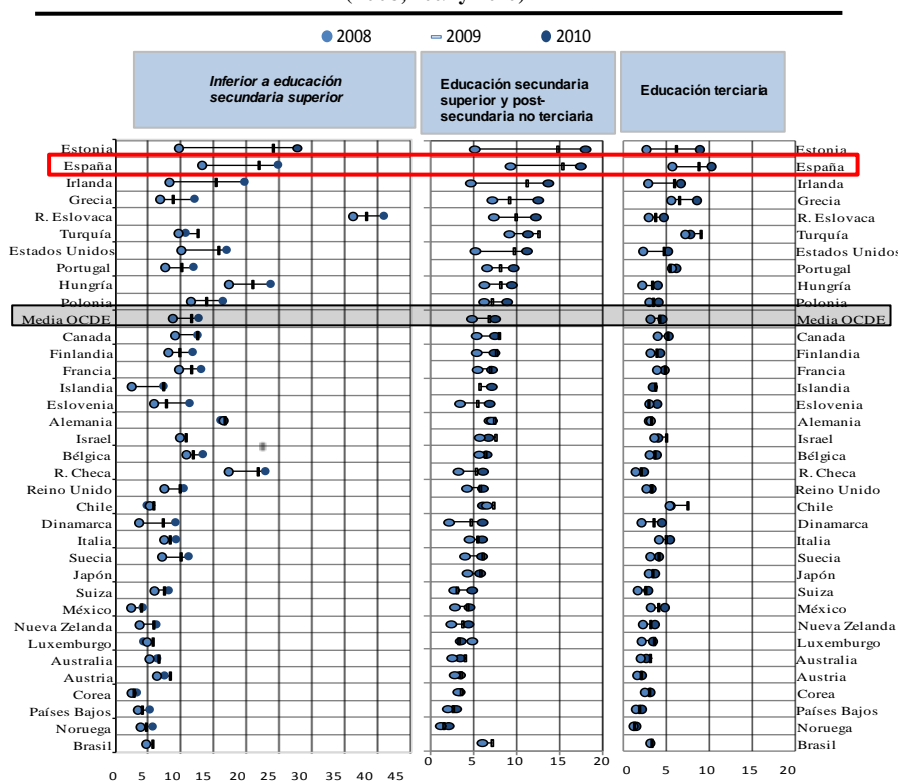 2008 2009 2010
Inferior a educación
secundaria superior
Educación secundaria
superior y post-
secundaria no terciaria
Educación terciaria
Estonia Estonia
España España
Irlanda Irlanda
Grecia Grecia
R. Eslovaca R. Eslovaca
Turquía Turquía
Estados Unidos Estados Unidos
Portugal Portugal
Hungría Hungría
Polonia Polonia
Media OCDE Media OCDE
Canada Canada
Finlandia Finlandia
Francia Francia
Islandia Islandia
Eslovenia Eslovenia
Alemania Alemania
Israel Israel
Bélgica Bélgica
R. Checa R. Checa
Reino Unido Reino Unido
Chile Chile
Dinamarca Dinamarca
Italia Italia
Suecia Suecia
Japón Japón
Suiza Suiza
México México
Nueva Zelanda Nueva Zelanda
Luxemburgo Luxemburgo
Australia Australia
Austria Austria
Corea Corea
Países Bajos Países Bajos
Noruega Noruega
Brasil Brasil
0 5 10 15 20 25 30 35 40 45 0 5 10 15 20 0 5 10 15 20